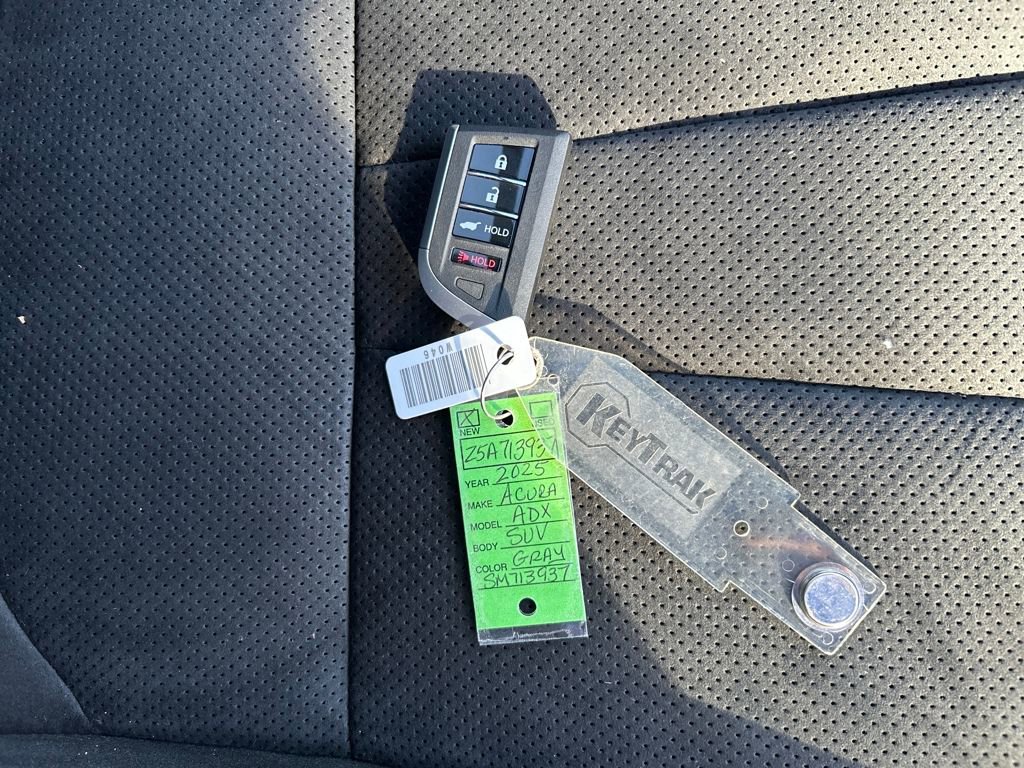 HOLD
HOLD
W046
X
NEW
USED
Z5A713937
YEAR 2025
MAKE ACURA
MODEL ADX
BODY SUV
COLOR GRAY
SM713937
KEYTRAK